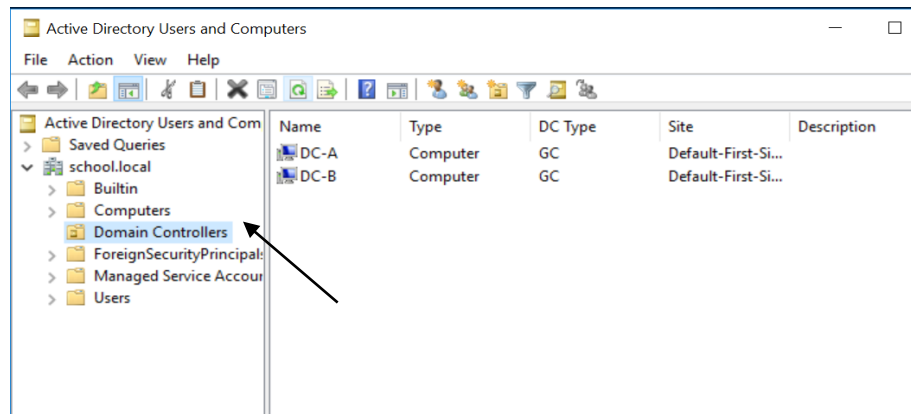 Active Directory Users and Computers
File Action View Help
Active Directory Users and Com
Saved Queries
school.local
Builtin
Computers
Domain Controllers
ForeignSecurityPrincipal
Managed Service Accour
Users
Name Type DC Type Site Description
DC-A Computer GC Default-First-Si...
DC-B Computer GC Default-First-Si...